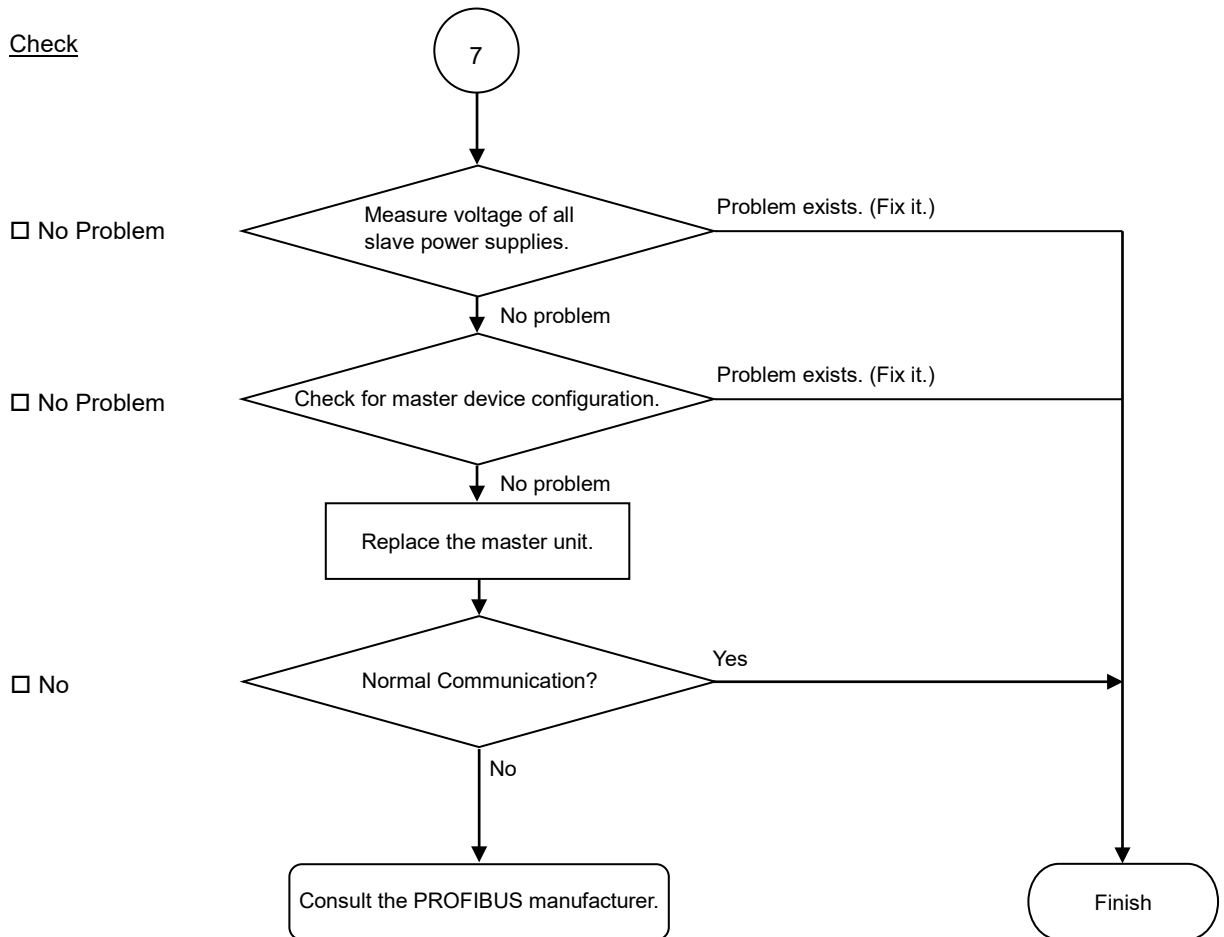 Check
7
Measure voltage of all
slave power supplies.
Problem exists. (Fix it.)
□ No Problem
No problem
Check for master device configuration.
Problem exists. (Fix it.)
□ No Problem
No problem
Replace the master unit.
Normal Communication?
Yes
□ No
No
Consult the PROFIBUS manufacturer.
Finish